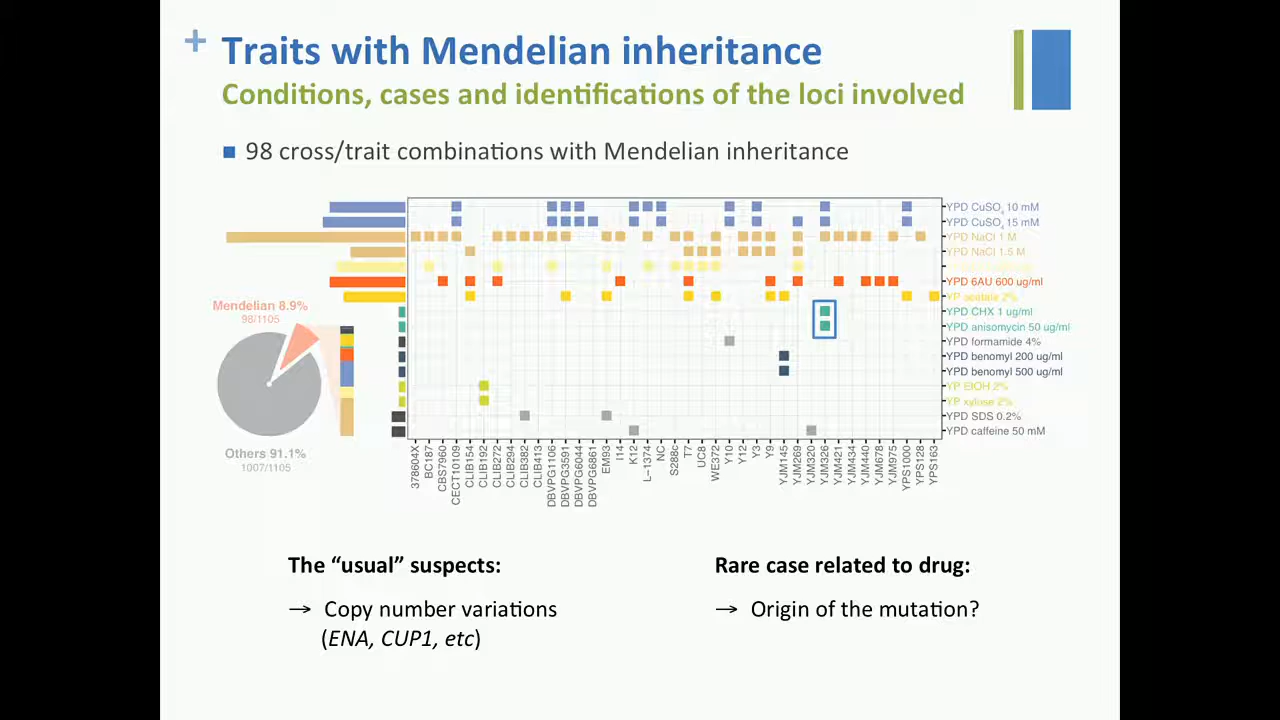 + Traits with Mendelian inheritance
Conditions, cases and identifications of the loci involved
98 cross/trait combinations with Mendelian inheritance
YPD CuSO4 10 mM
YPD CuSO4 15 mM
YPD NaCl 1 M
YPD NaCl 1.5 M
YPD 6AU 600 ug/ml
YP acetate 2%
YPD CHX 1 ug/ml
YPD anisomycin 50 ug/ml
YPD formamide 4%
YPD benomyl 200 ug/ml
YPD benomyl 500 ug/ml
YP EtOH 2%
YP xylose 2%
YPD SDS 0.2%
YPD caffeine 50 mM
Mendelian 8.9%
98/1105
Others 91.1%
1007/1105
378604X
BC187
CBS7960
CECT10109
CLIB154
CLIB192
CLIB272
CLIB294
CLIB382
CLIB413
DBVPG1106
DBVPG3591
DBVPG6044
DBVPG6861
EM93
I14
K12
L-1374
NC
S288c
T7
UC8
WE372
Y10
Y12
Y3
Y9
YJM145
YJM269
YJM320
YJM326
YJM421
YJM434
YJM440
YJM678
YJM975
YPS1000
YPS128
YPS163
The “usual” suspects:
→ Copy number variations
(ENA, CUP1, etc)
Rare case related to drug:
→ Origin of the mutation?